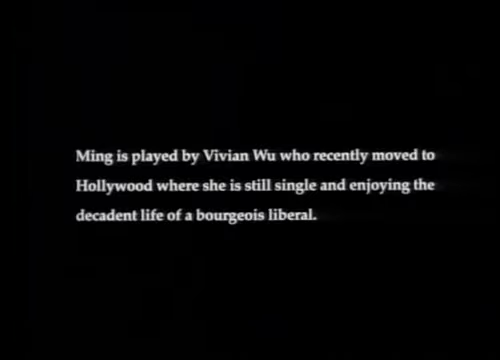 Ming is played by Vivian Wu who recently moved to
Hollywood where she is still single and enjoying the
decadent life of a bourgeois liberal.